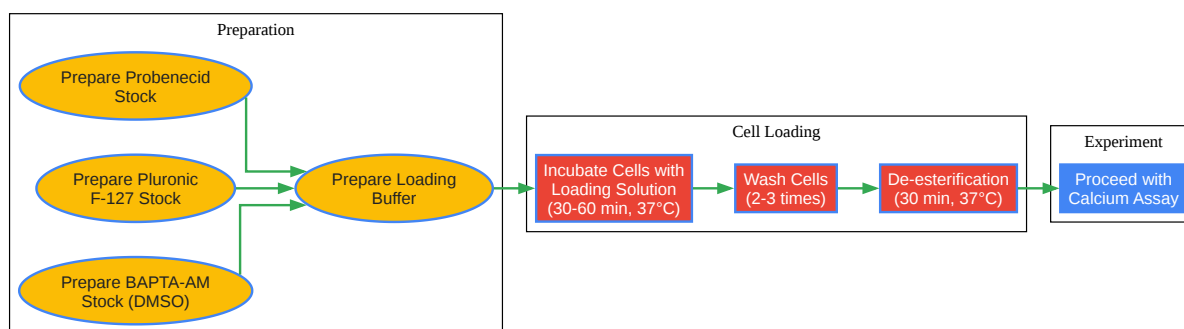 Preparation
Prepare Probenecid
Stock
Prepare Pluronic
F-127 Stock
Prepare BAPTA-AM
Stock (DMSO)
Prepare Loading
Buffer
Cell Loading
Incubate Cells with
Loading Solution
(30-60 min, 37°C)
Wash Cells
(2-3 times)
De-esterification
(30 min, 37°C)
Experiment
Proceed with
Calcium Assay